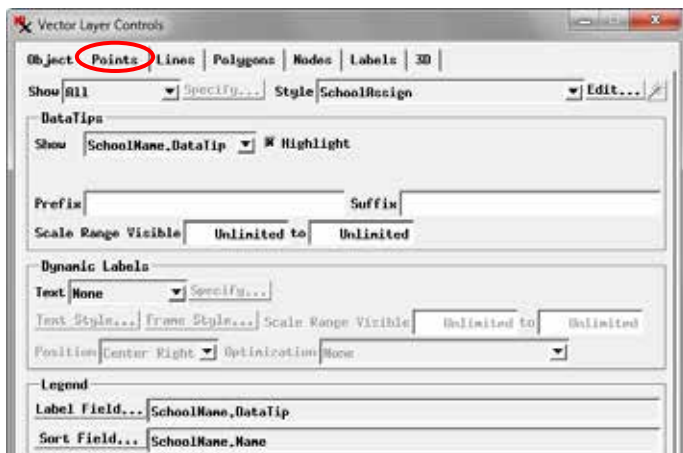 Vector Layer Controls
Object Points Lines Polygons Nodes Labels 3D
Show All Specify... Style SchoolAssign Edit...
DataTips
Show SchoolName.DataTip Highlight
Prefix Suffix
Scale Range Visible Unlimited to Unlimited
Dynamic Labels
Text None Specify...
Text Style... Frame Style... Scale Range Visible Unlimited to Unlimited
Position Center Right Optimization None
Legend
Label Field... SchoolName.DataTip
Sort Field... SchoolName.Name